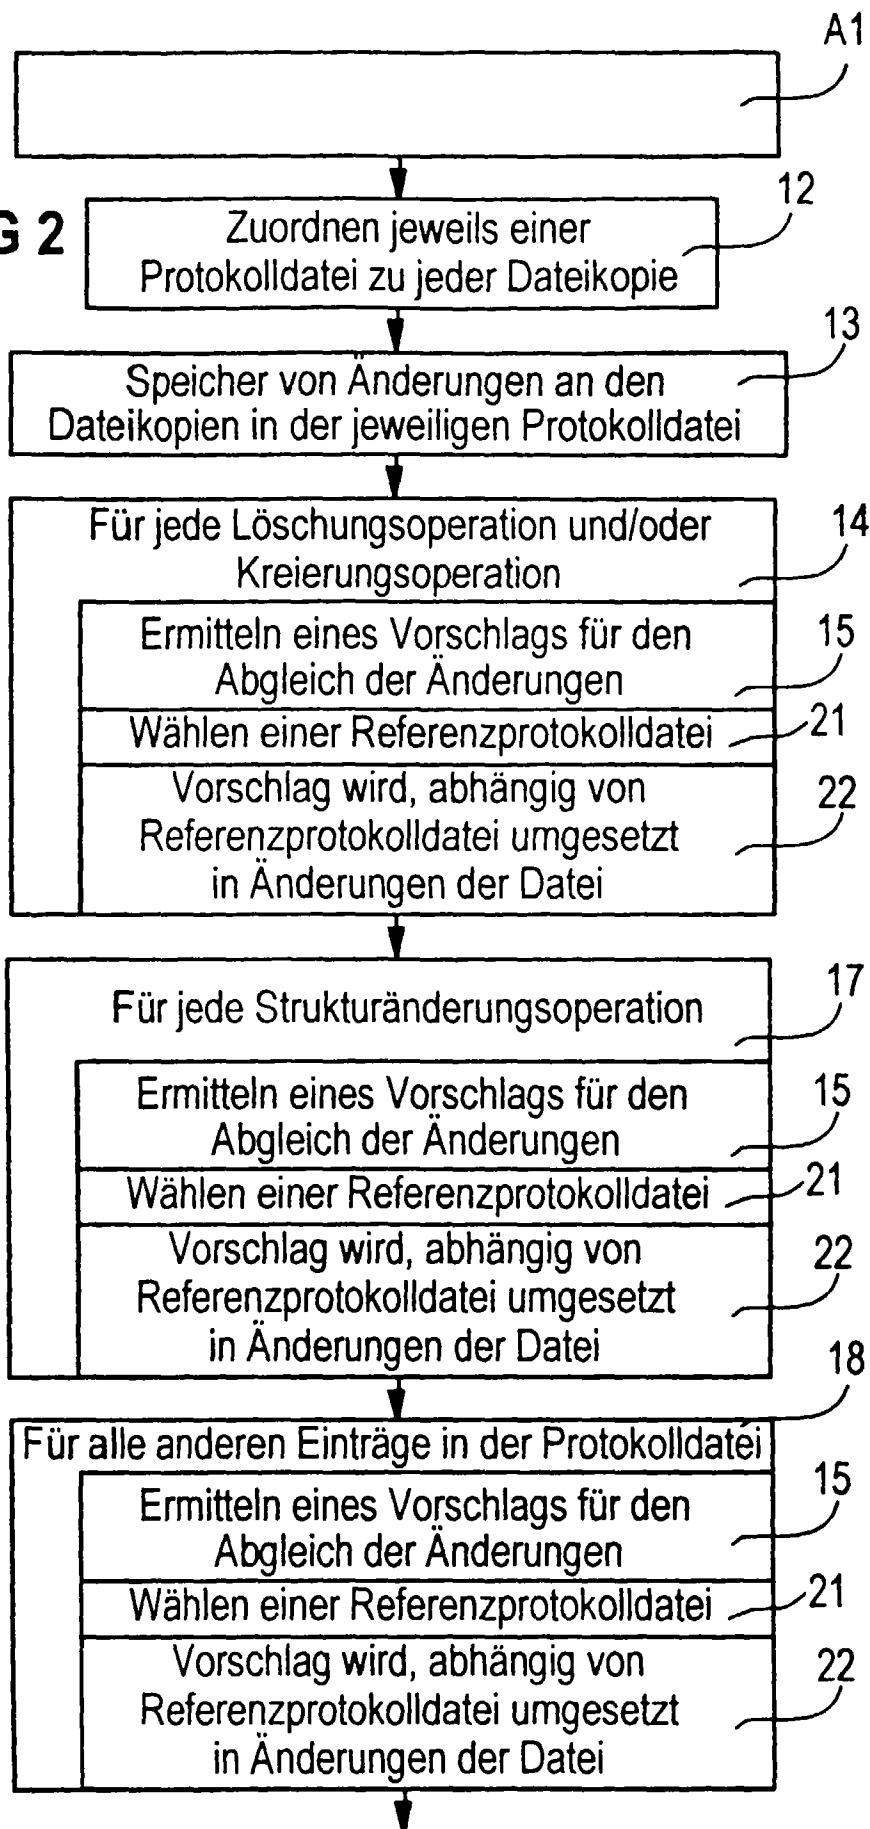 A1
12
G 2
Zuordnen jeweils einer
Protokolldatei zu jeder Dateikopie
13
Speicher von Änderungen an den
Dateikopien in der jeweiligen Protokolldatei
Für jede Löschungsoperation und/oder
Kreierungsoperation
14
Ermitteln eines Vorschlags für den
Abgleich der Änderungen
15
Wählen einer Referenzprotokolldatei
21
Vorschlag wird, abhängig von
Referenzprotokolldatei umgesetzt
in Änderungen der Datei
22
Für jede Strukturänderungsoperation
17
Ermitteln eines Vorschlags für den
Abgleich der Änderungen
15
Wählen einer Referenzprotokolldatei
21
Vorschlag wird, abhängig von
Referenzprotokolldatei umgesetzt
in Änderungen der Datei
22
18
Für alle anderen Einträge in der Protokolldatei
Ermitteln eines Vorschlags für den
Abgleich der Änderungen
15
Wählen einer Referenzprotokolldatei
21
Vorschlag wird, abhängig von
Referenzprotokolldatei umgesetzt
in Änderungen der Datei
22